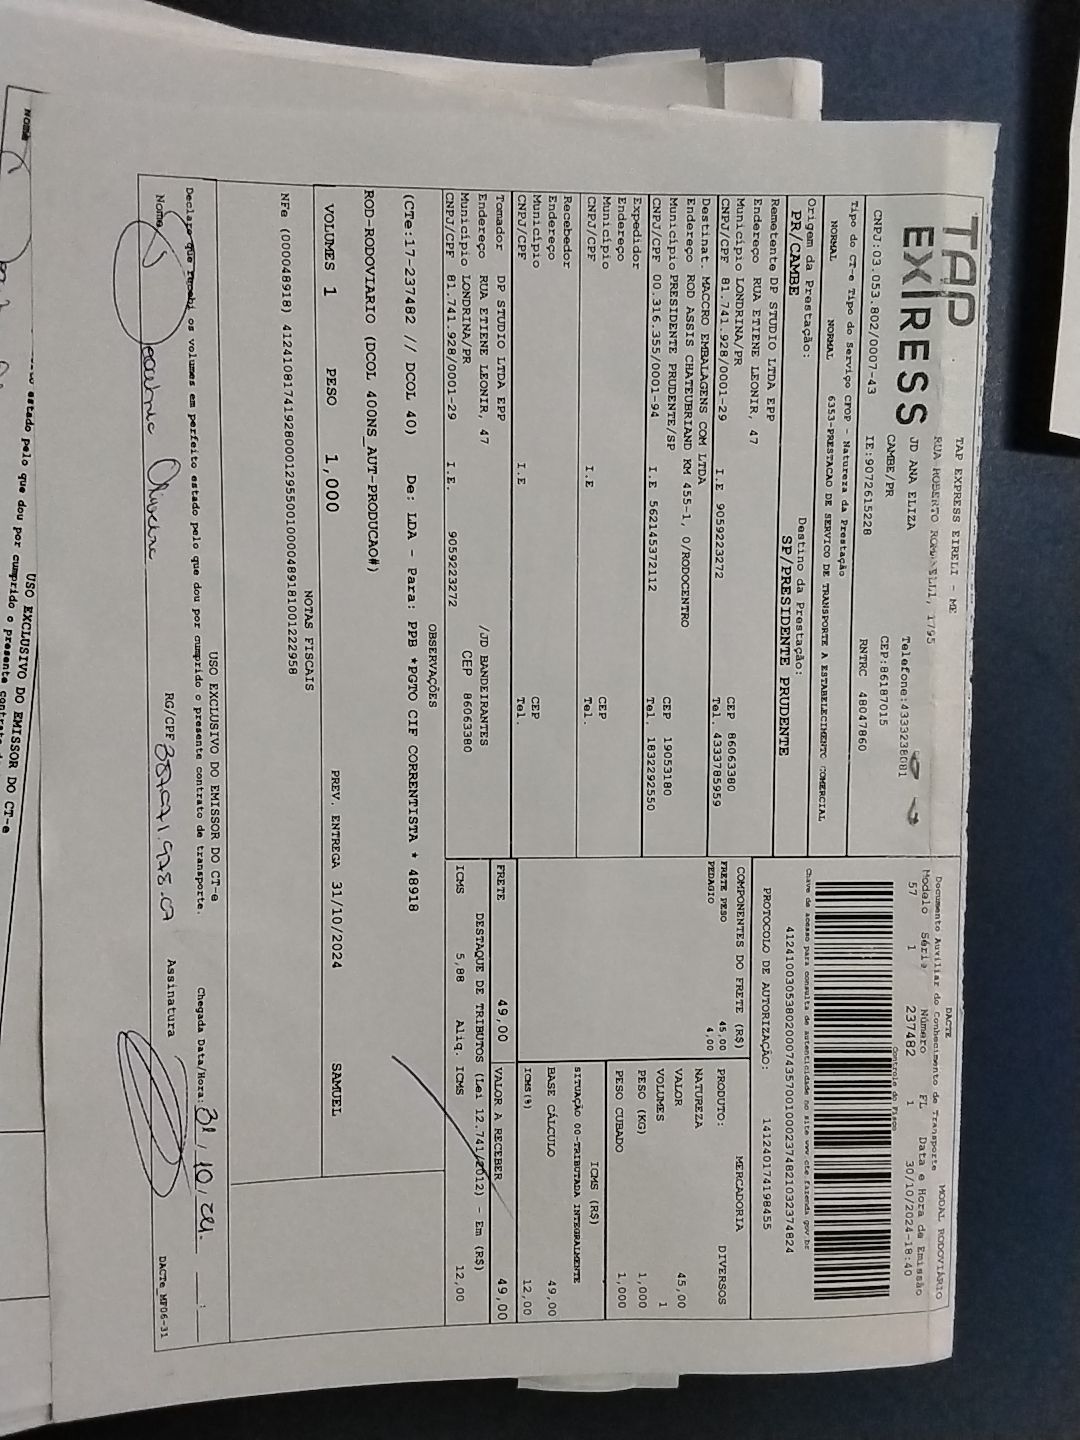 TAP EXPRESS
TAP EXPRESS EIRELI - ME
RUA ROBERTO ROMANELLI, 1795
JD ANA ELIZA Telefone:4333238081
CAMBE/PR CEP:86187015
CNPJ:03.053.802/0007-43 IE:9072615228 RNTRC 48047860
DACTE MODAL RODOVIÁRIO
Documento Auxiliar do Conhecimento de Transporte
Modelo Série Número FL Data e Hora de Emissão
57 1 237482 1 30/10/2024-18:40
Controle do Fisco
Chave de acesso para consulta de autenticidade no site www.cte.fazenda.gov.br
PROTOCOLO DE AUTORIZAÇÃO: 141240174198455
Tipo do CT-e Tipo do Serviço CFOP - Natureza da Prestação
NORMAL NORMAL 6353-PRESTACAO DE SERVICO DE TRANSPORTE A ESTABELECIMENTO COMERCIAL
Origem da Prestação: Destino da Prestação:
PR/CAMBE SP/PRESIDENTE PRUDENTE
Remetente DP STUDIO LTDA EPP
Endereço RUA ETIENE LEONIR, 47
Município LONDRINA/PR CEP 86063380
CNPJ/CPF 81.741.928/0001-29 I.E 9059223272 Tel. 4333785959
Destinat MACCRO EMBALAGENS COM LTDA
Endereço ROD ASSIS CHATEUBRIAND KM 455-1, 0/RODOCENTRO
Município PRESIDENTE PRUDENTE/SP CEP 19053180
CNPJ/CPF 00.316.355/0001-94 I.E 562145372112 Tel. 1832292550
Expedidor
Endereço
Município CEP
CNPJ/CPF I.E Tel.
Recebedor
Endereço
Município CEP
CNPJ/CPF I.E Tel.
COMPONENTES DO FRETE (R$)
FRETE PESO 45,00
PEDAGIO 4,00
PRODUTO: MERCADORIA
NATUREZA DIVERSOS
VALOR 45,00
VOLUMES 1
PESO (KG) 1,000
PESO CUBADO 1,000
ICMS (R$)
SITUAÇÃO 00-TRIBUTADA INTEGRALMENTE
BASE CÁLCULO 49,00
ICMS(%) 12,00
FRETE 49,00 VALOR A RECEBER 49,00
Tomador DP STUDIO LTDA EPP
Endereço RUA ETIENE LEONIR, 47 /JD BANDEIRANTES
Município LONDRINA/PR CEP 86063380
CNPJ/CPF 81.741.928/0001-29 I.E. 9059223272
DESTAQUE DE TRIBUTOS (Lei 12.741/2012) - Em (R$)
ICMS 5,88 Aliq. ICMS 12,00
OBSERVAÇÕES
(CTe:17-237482 // DCOL 40) De: LDA - Para: PPB *PGTO CIF CORRENTISTA * 48918
ROD-RODOVIARIO (DCOL 400NS_AUT-PRODUCAO#)
VOLUMES 1 PESO 1,000 PREV. ENTREGA 31/10/2024 SAMUEL
NOTAS FISCAIS
USO EXCLUSIVO DO EMISSOR DO CT-e
Declaro que recebi os volumes em perfeito estado pelo que dou por cumprido o presente contrato de transporte. Chegada Data/Hora: 31/10/24. __:__
Nome RG/CPF Assinatura
DACTe_MF06-31
Nome
estado pelo que dou por cumprido o presente
USO EXCLUSIVO DO EMISSOR DO CT-e